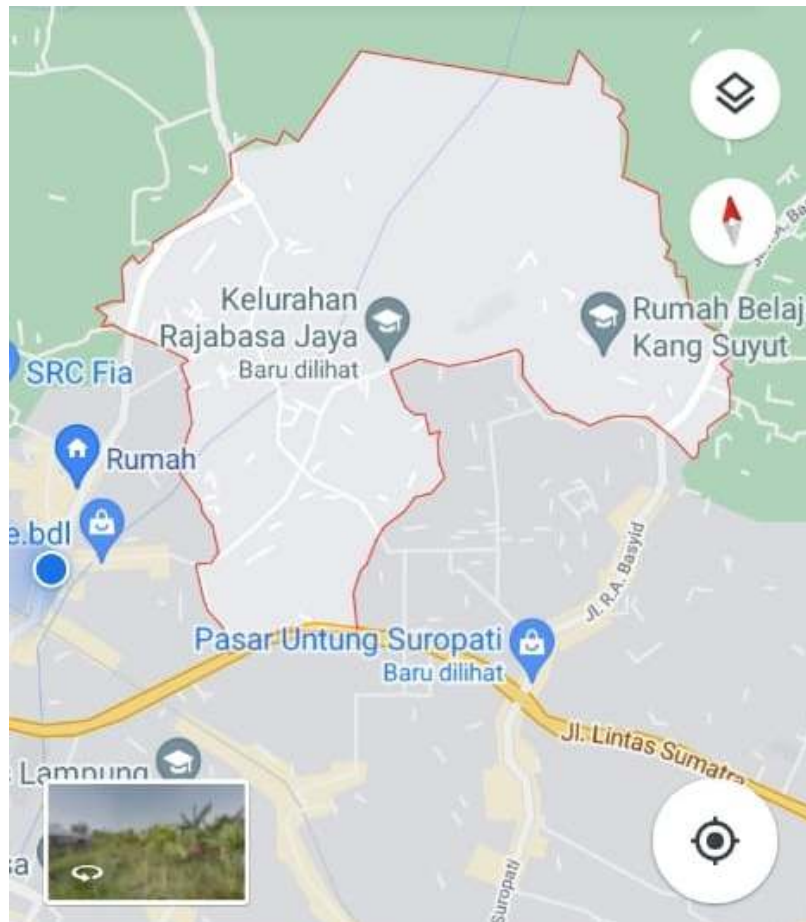 Kelurahan
Rajabasa Jaya
Baru dilihat
Rumah Belaj
Kang Suyut
SRC Fia
Rumah
e.bdl
Jl. R.A. Basyid
Pasar Untung Suropati
Baru dilihat
Jl. Lintas Sumatra
s Lampung
sa
Suropati